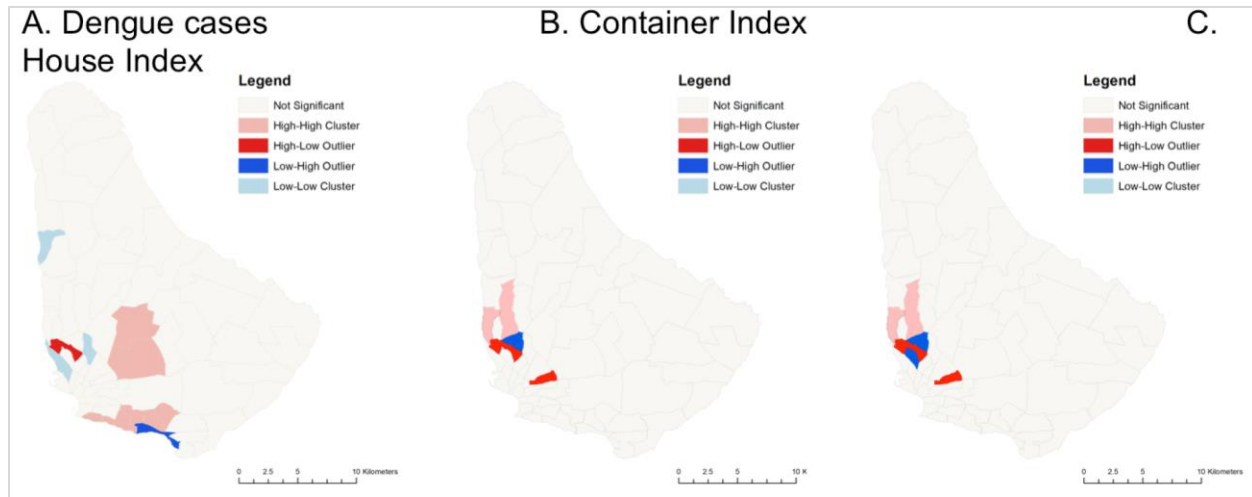 A. Dengue cases B. Container Index C.
House Index
Legend
Not Significant
High-High Cluster
High-Low Outlier
Low-High Outlier
Low-Low Cluster
0 2.5 5 10 Kilometers
Legend
Not Significant
High-High Cluster
High-Low Outlier
Low-High Outlier
Low-Low Cluster
0 2.5 5 10 K
Legend
Not Significant
High-High Cluster
High-Low Outlier
Low-High Outlier
Low-Low Cluster
0 2.5 5 10 Kilometers